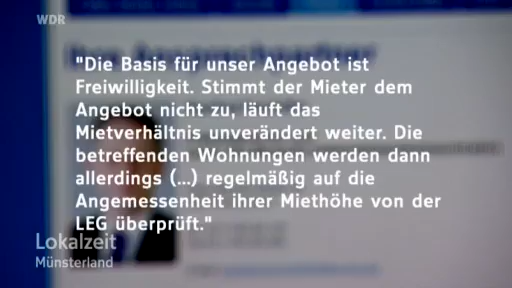 WDR
"Die Basis für unser Angebot ist
Freiwilligkeit. Stimmt der Mieter dem
Angebot nicht zu, läuft das
Mietverhältnis unverändert weiter. Die
betreffenden Wohnungen werden dann
allerdings (...) regelmäßig auf die
Angemessenheit ihrer Miethöhe von der
LEG überprüft."
Lokalzeit
Münsterland